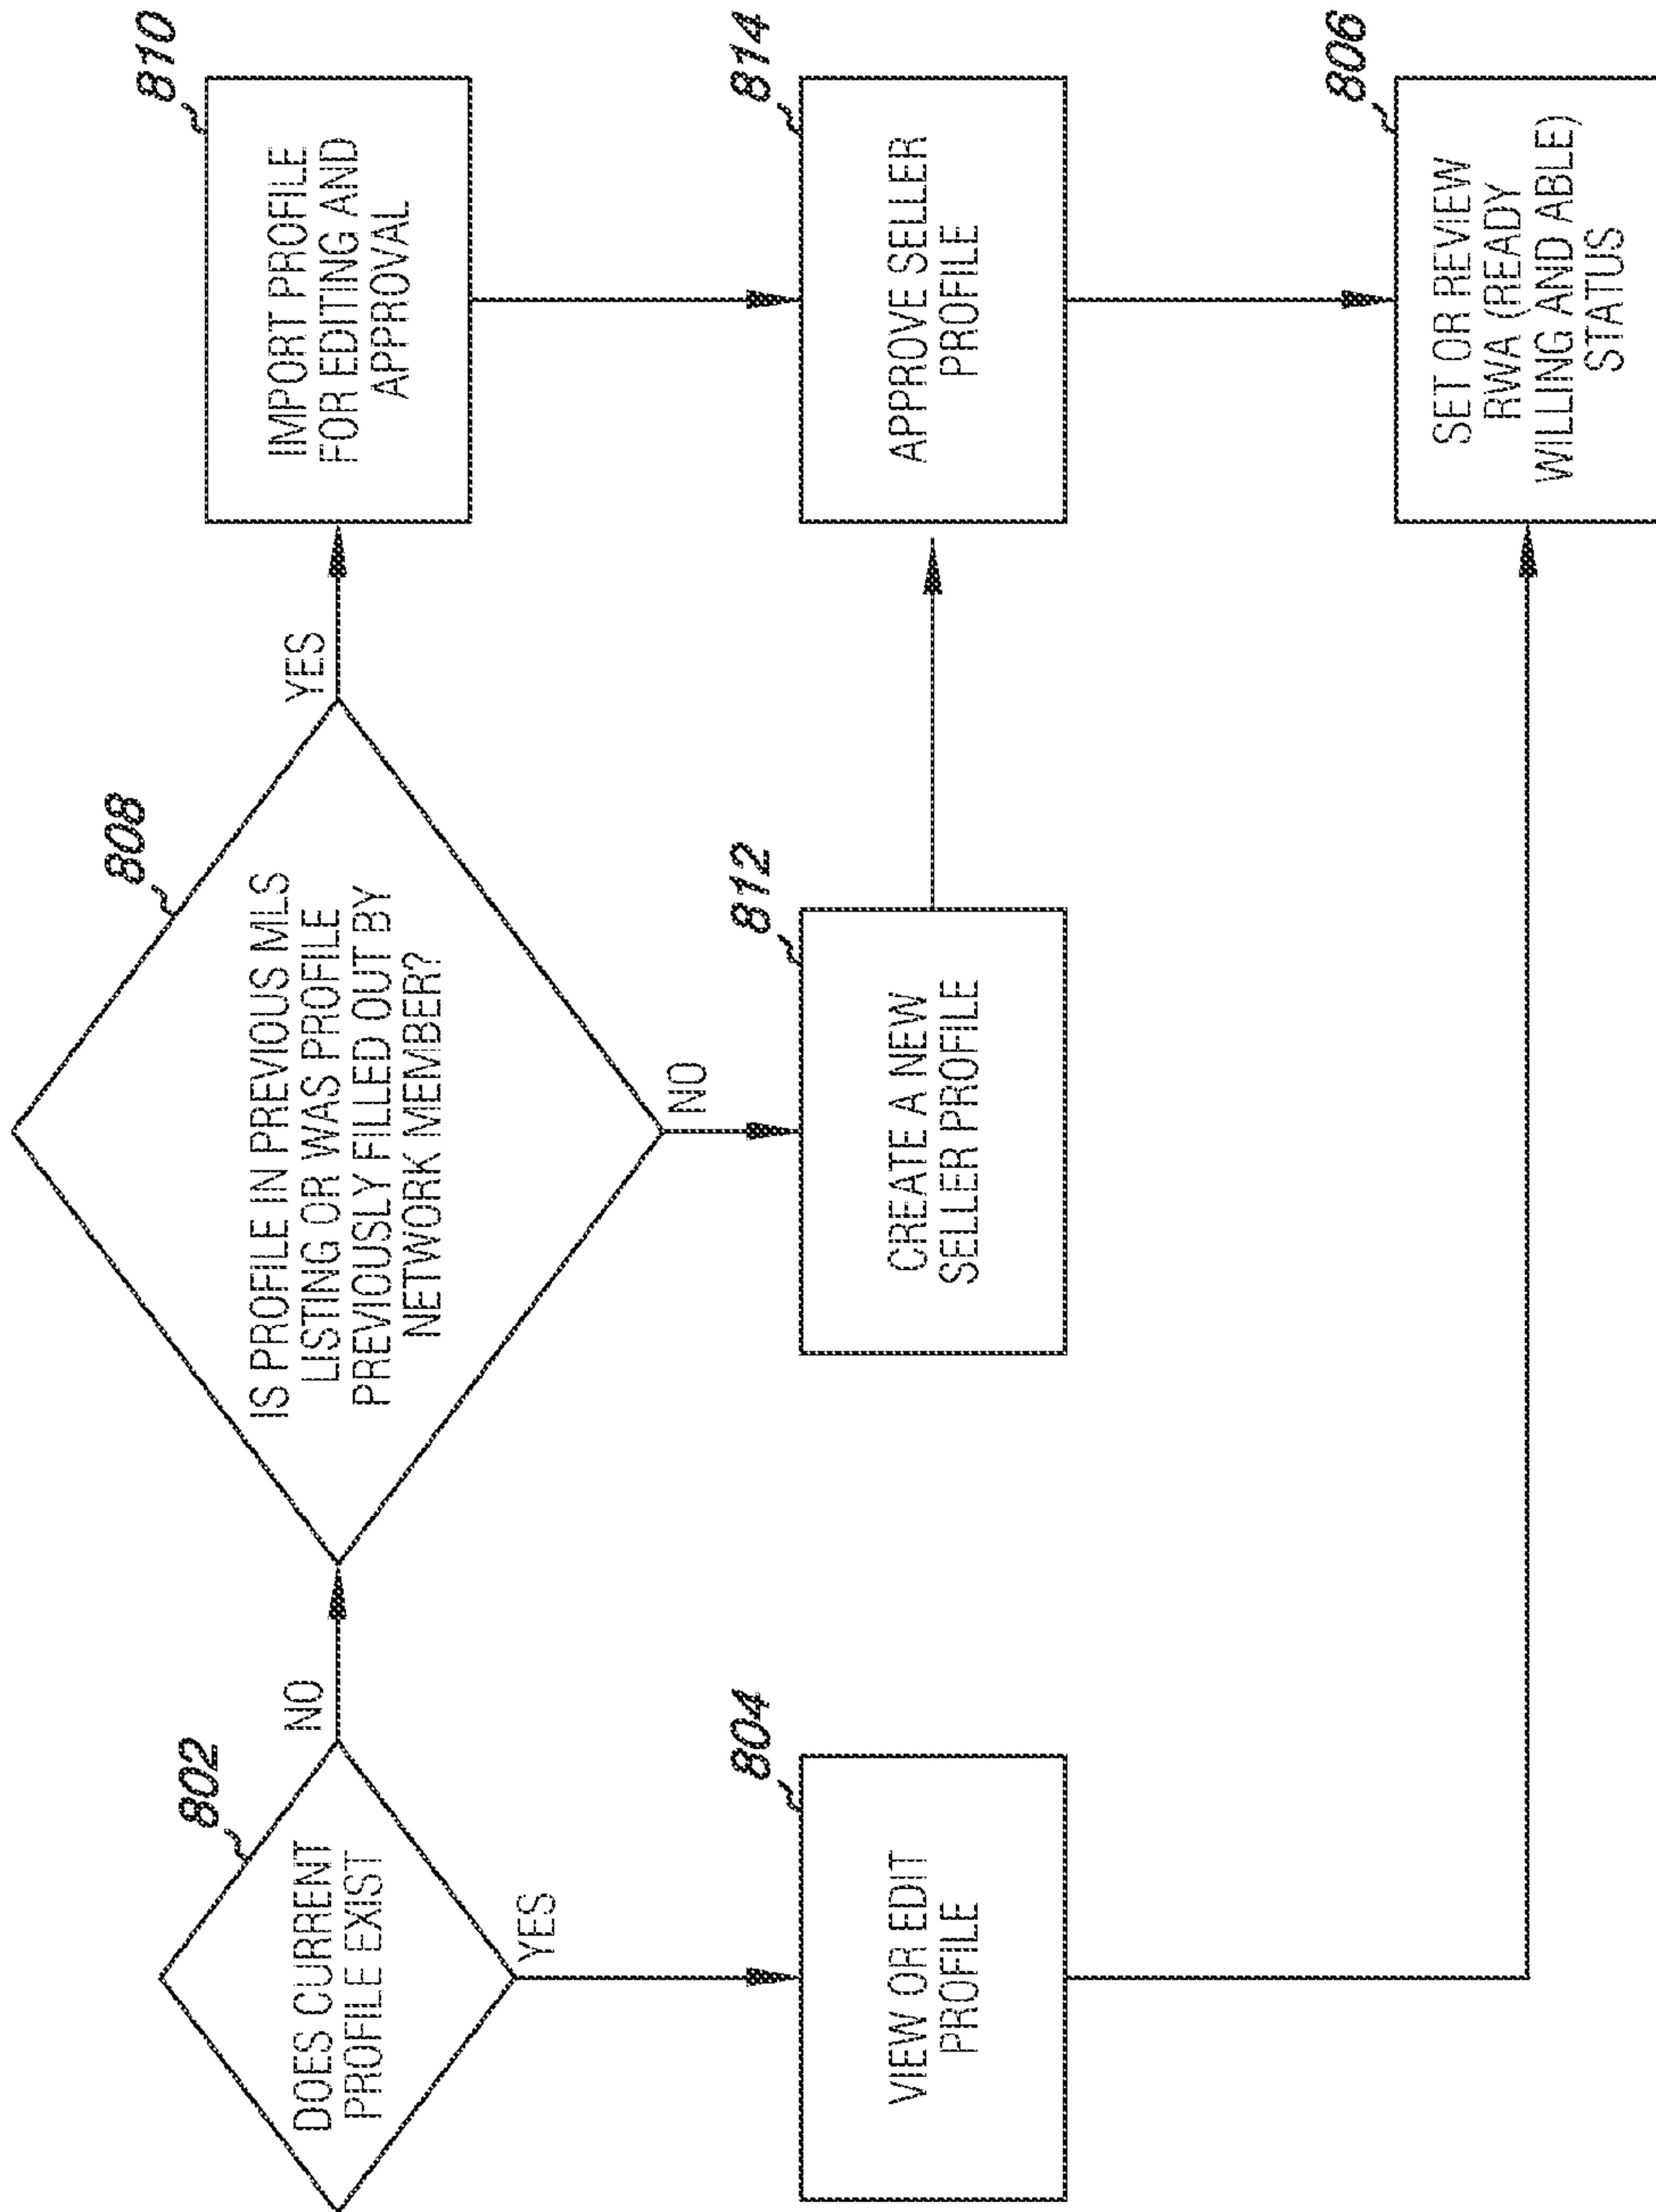 802
DOES CURRENT
PROFILE EXIST
NO
YES
808
IS PROFILE IN PREVIOUS MLS
LISTING OR WAS PROFILE
PREVIOUSLY FILLED OUT BY
NETWORK MEMBER?
YES
NO
810
IMPORT PROFILE
FOR EDITING AND
APPROVAL
804
VIEW OR EDIT
PROFILE
812
CREATE A NEW
SELLER PROFILE
814
APPROVE SELLER
PROFILE
806
SET OR REVIEW
RWA (READY
WILLING AND ABLE)
STATUS